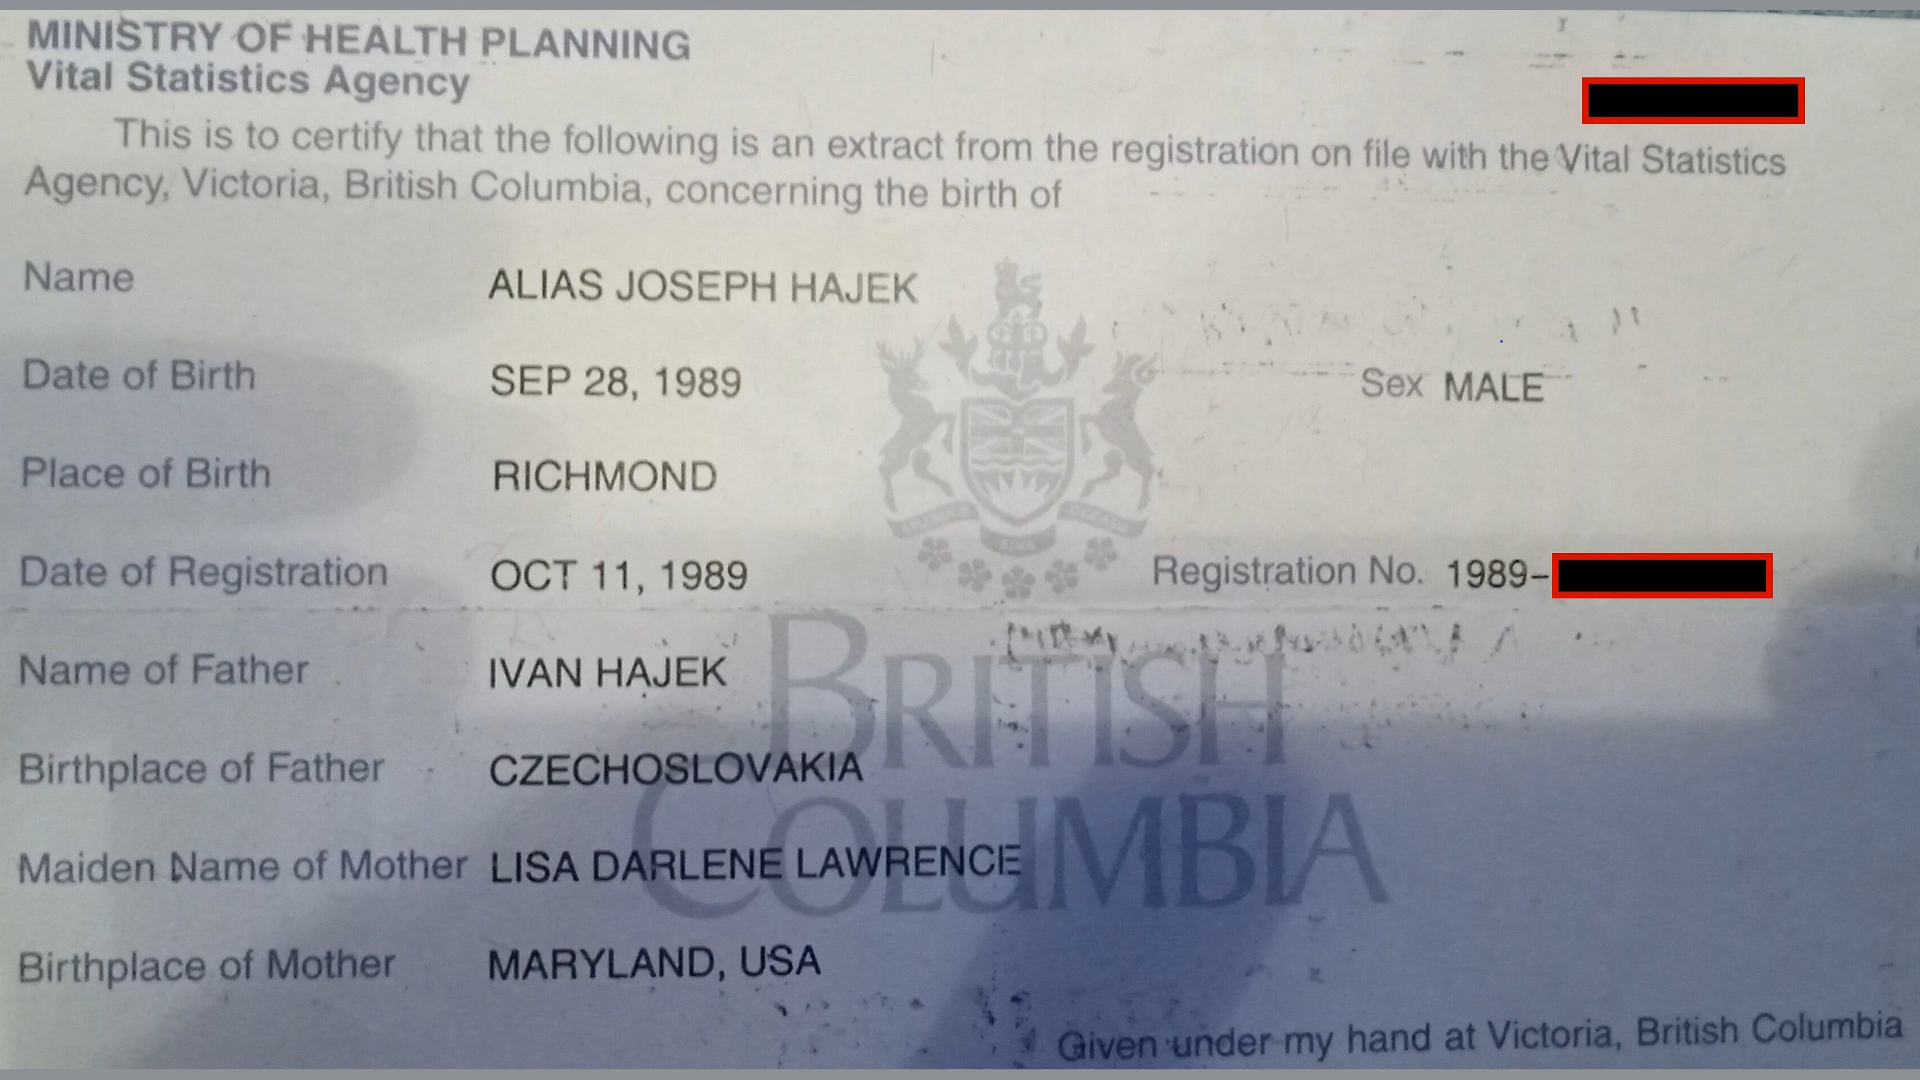 MINISTRY OF HEALTH PLANNING
Vital Statistics Agency
This is to certify that the following is an extract from the registration on file with the Vital Statistics
Agency, Victoria, British Columbia, concerning the birth of
Name ALIAS JOSEPH HAJEK
Date of Birth SEP 28, 1989 Sex MALE
Place of Birth RICHMOND
Date of Registration OCT 11, 1989 Registration No. 1989–
Name of Father IVAN HAJEK
Birthplace of Father CZECHOSLOVAKIA
Maiden Name of Mother LISA DARLENE LAWRENCE
Birthplace of Mother MARYLAND, USA
BRITISH
COLUMBIA
Given under my hand at Victoria, British Columbia